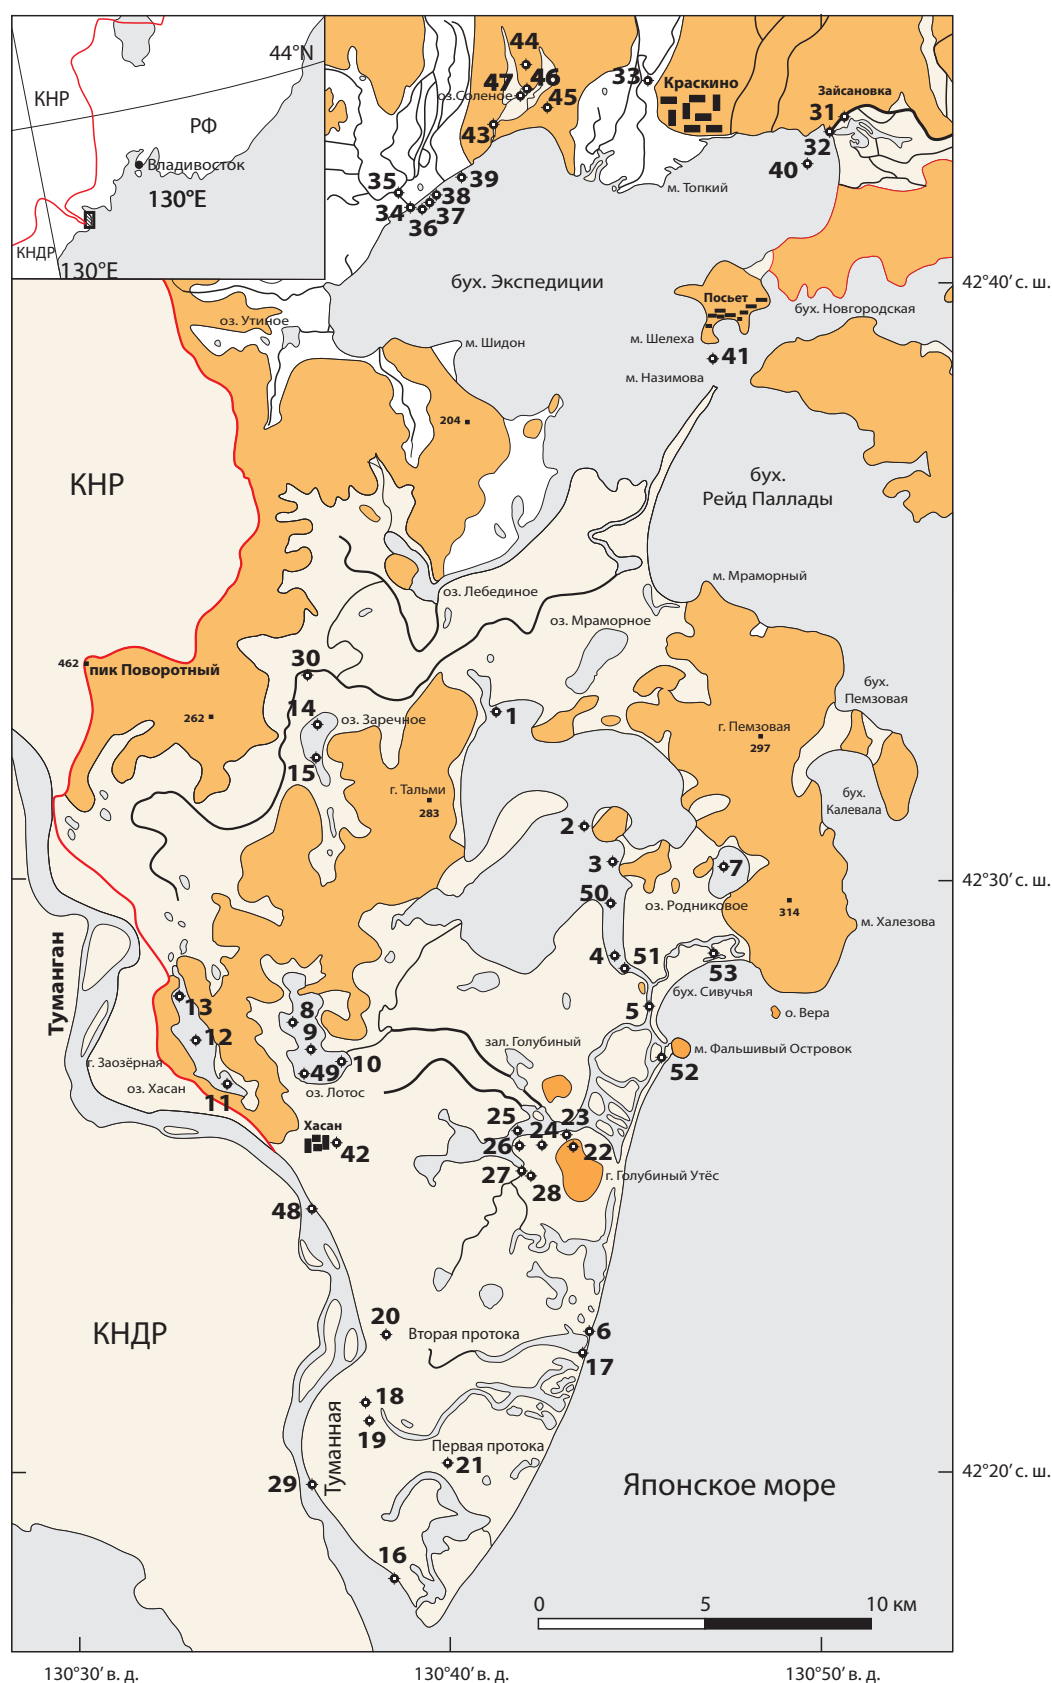 44°N
КНР
РФ
Владивосток
130°E
КНДР
130°E
44
47
46
оз.Соленое
45
43
33
Краскино
Зайсановка
31
32
40
м. Топкий
35
39
38
34
37
36
бух. Экспедиции
42°40′ с. ш.
Посьет
бух. Новгородская
оз. Утиное
м. Шидон
м. Шелеха
41
м. Назимова
204
КНР
бух.
Рейд Паллады
м. Мраморный
оз. Лебединое
оз. Мраморное
462
пик Поворотный
30
262
14
оз. Заречное
1
15
бух.
Пемзовая
г. Пемзовая
297
г. Тальми
283
бух.
Калевала
2
3
7
42°30′ с. ш.
50
оз. Родниковое
314
м. Халезова
Туманган
4
51
53
бух. Сивучья
13
8
5
о. Вера
12
9
зал. Голубиный
м. Фальшивый Островок
г. Заозёрная
10
52
оз. Хасан
11
49
оз. Лотос
Хасан
42
25
23
24
26
22
27
28
г. Голубиный Утёс
48
КНДР
20
Вторая протока
6
17
18
19
Туманная
Первая протока
21
29
Японское море
42°20′ с. ш.
16
0
5
10 км
130°30′ в. д.
130°40′ в. д.
130°50′ в. д.